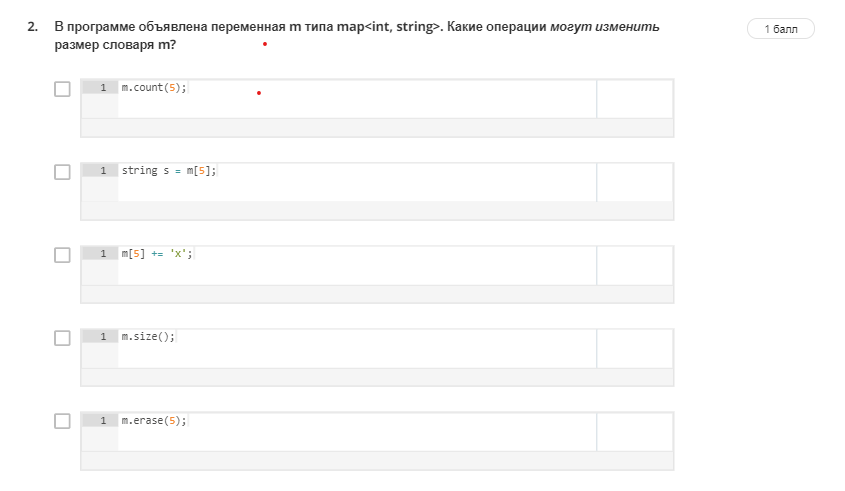 2. В программе объявлена переменная m типа map<int, string>. Какие операции могут изменить
размер словаря m?
1 балл
1 m.count(5);
1 string s = m[5];
1 m[5] += 'x';
1 m.size();
1 m.erase(5);